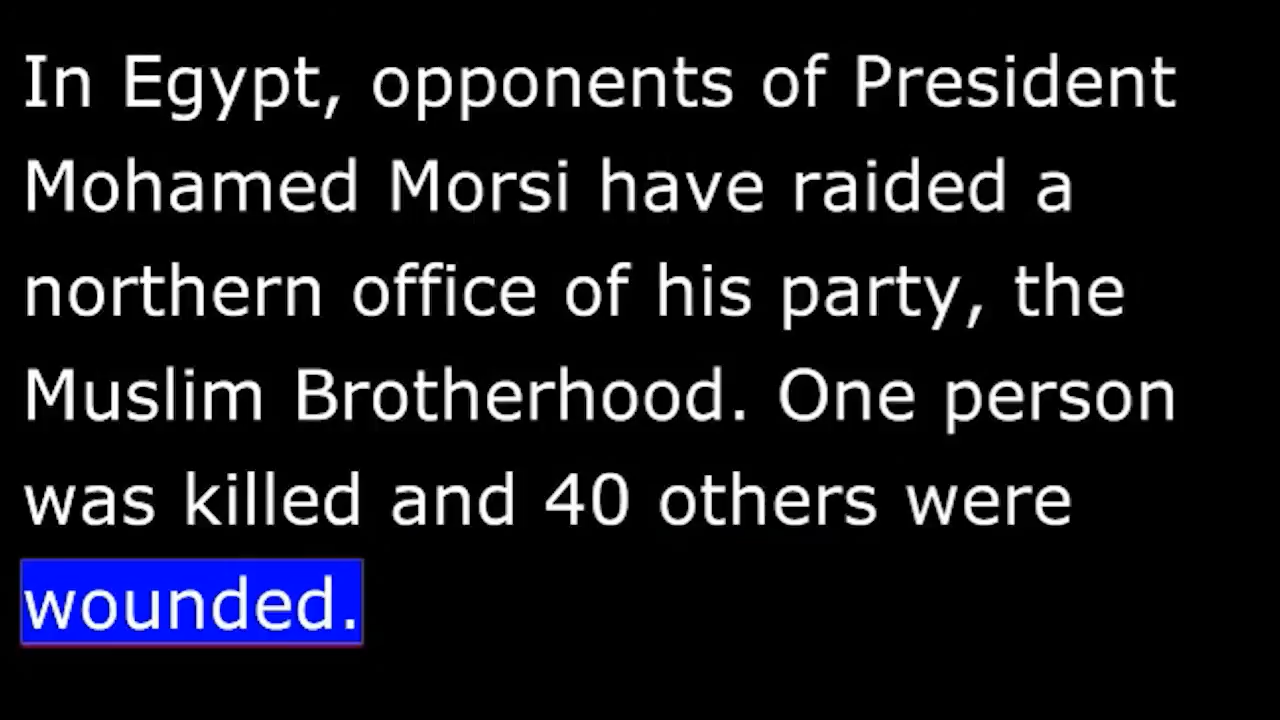 In Egypt, opponents of President
Mohamed Morsi have raided a
northern office of his party, the
Muslim Brotherhood. One person
was killed and 40 others were
wounded.